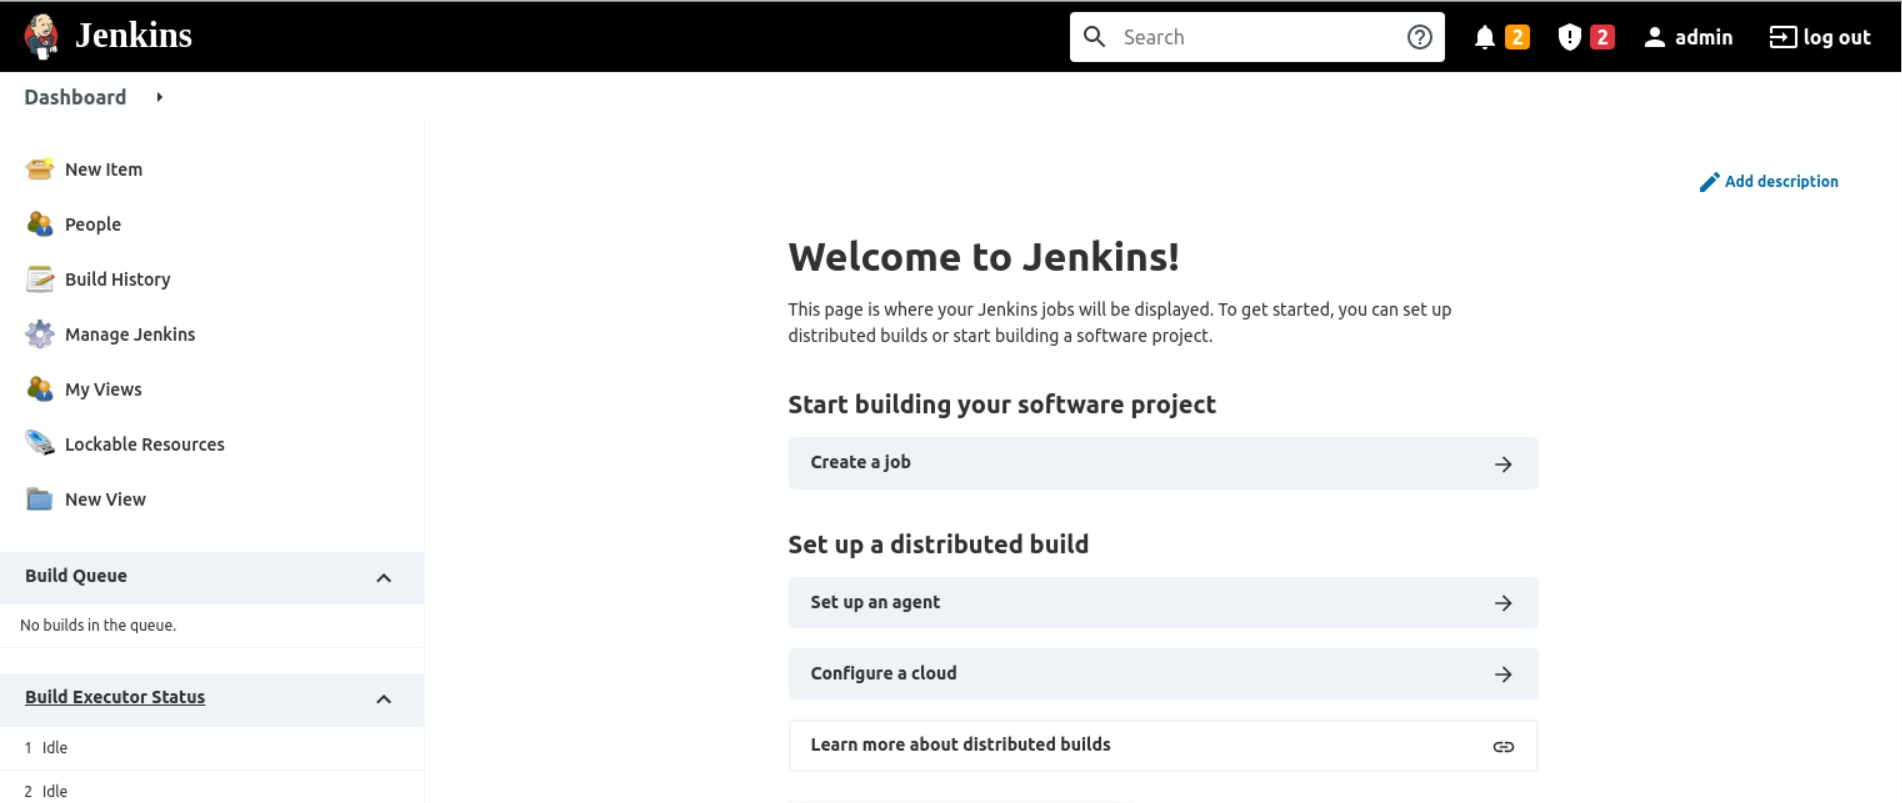 Jenkins
Search
2
2
admin
log out
Dashboard
New Item
People
Build History
Manage Jenkins
My Views
Lockable Resources
New View
Build Queue
No builds in the queue.
Build Executor Status
1 Idle
2 Idle
Add description
Welcome to Jenkins!
This page is where your Jenkins jobs will be displayed. To get started, you can set up
distributed builds or start building a software project.
Start building your software project
Create a job
Set up a distributed build
Set up an agent
Configure a cloud
Learn more about distributed builds